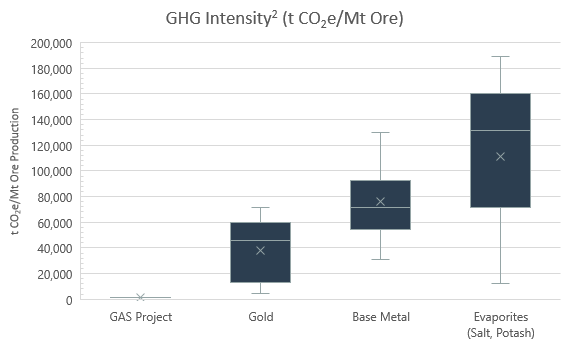 GHG Intensity² (t CO₂e/Mt Ore)
t CO₂e/Mt Ore Production
200,000
180,000
160,000
140,000
120,000
100,000
80,000
60,000
40,000
20,000
0
GAS Project
Gold
Base Metal
Evaporites
(Salt, Potash)